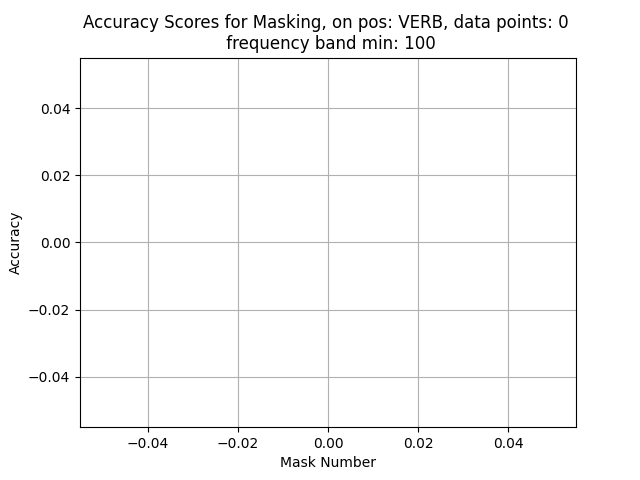 Accuracy Scores for Masking, on pos: VERB, data points: 0
frequency band min: 100
0.04
0.02
0.00
−0.02
−0.04
Accuracy
−0.04
−0.02
0.00
0.02
0.04
Mask Number